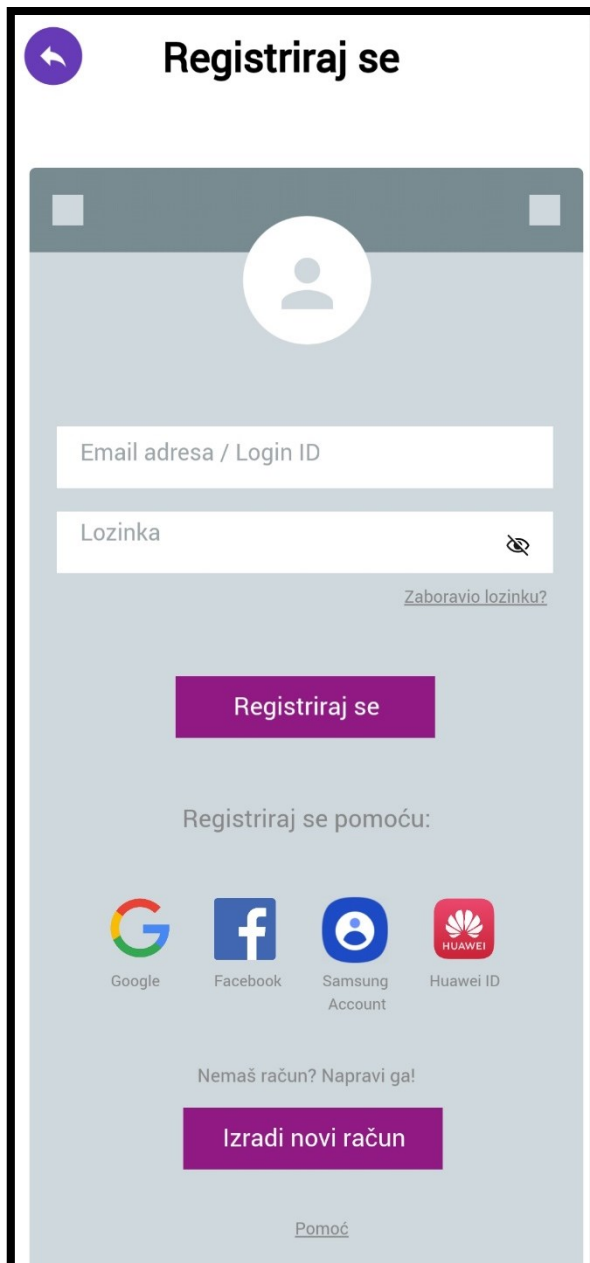 Registriraj se
Email adresa / Login ID
Lozinka
Zaboravio lozinku?
Registriraj se
Registriraj se pomoću:
HUAWEI
Google
Facebook
Samsung
Account
Huawei ID
Nemaš račun? Napravi ga!
Izradi novi račun
Pomoć